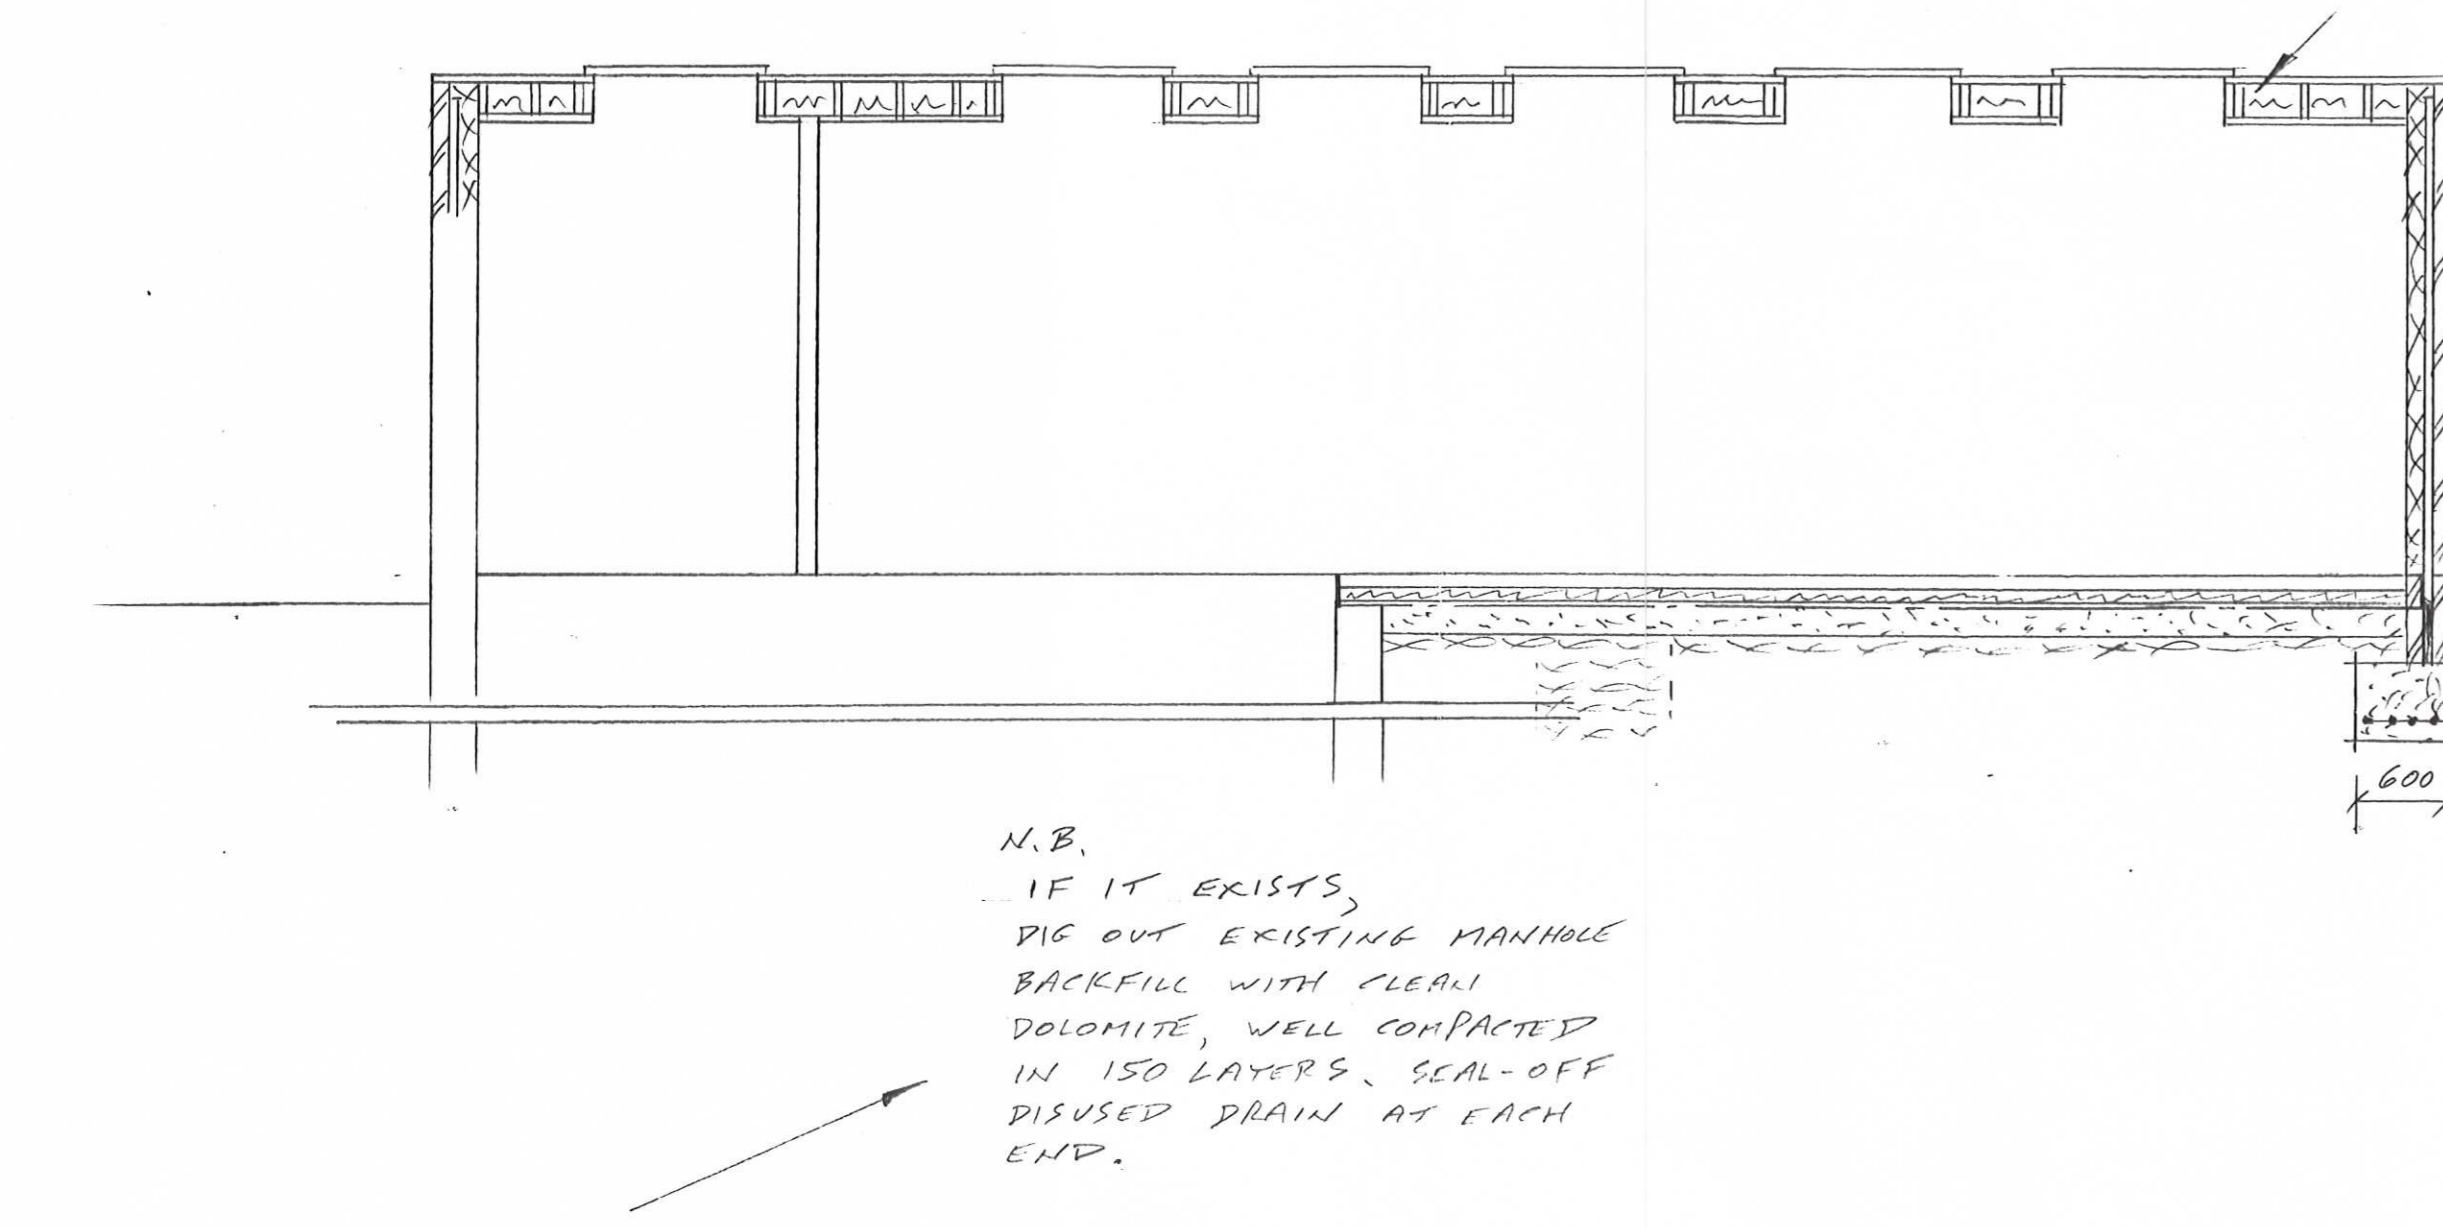 600
N.B.
IF IT EXISTS,
DIG OUT EXISTING MANHOLE
BACKFILL WITH CLEAN
DOLOMITE, WELL COMPACTED
IN 150 LAYERS. SEAL-OFF
DISUSED DRAIN AT EACH
END.